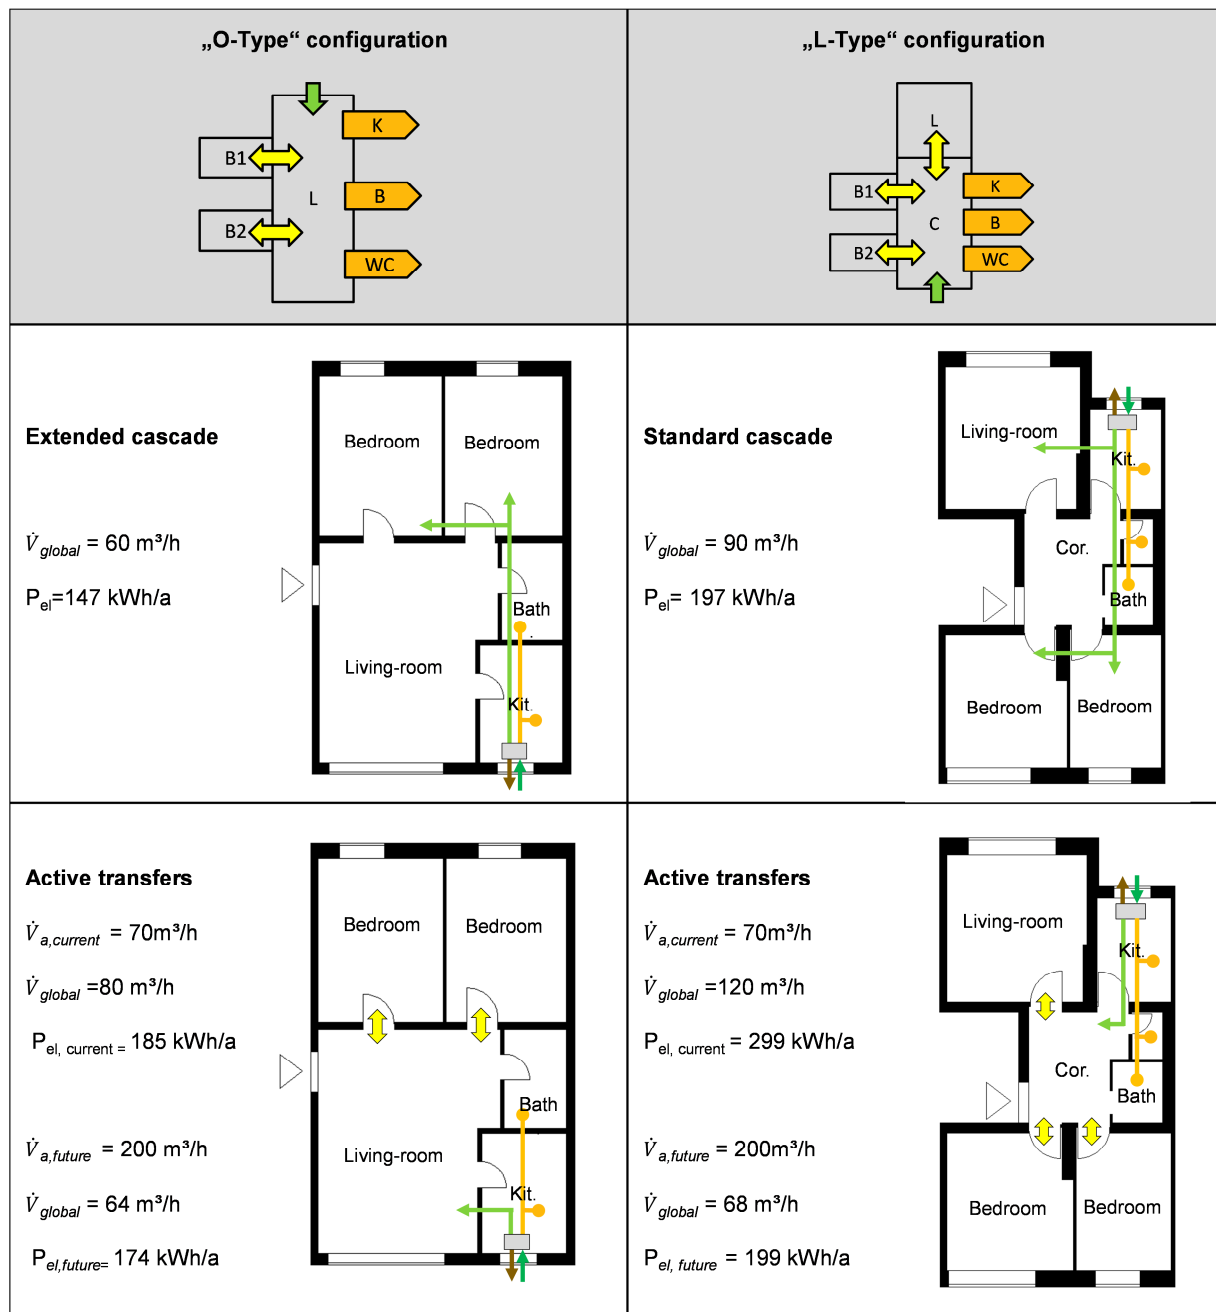 „O-Type“ configuration
K
B1
L
B
B2
WC
„L-Type“ configuration
L
B1
K
C
B
B2
WC
Extended cascade
V̇global = 60 m³/h
Pel=147 kWh/a
Bedroom
Bedroom
Bath
Living-room
Kit.
Standard cascade
V̇global = 90 m³/h
Pel= 197 kWh/a
Living-room
Kit.
Cor.
Bath
Bedroom
Bedroom
Active transfers
V̇a,current = 70m³/h
V̇global =80 m³/h
Pel, current = 185 kWh/a
V̇a,future = 200 m³/h
V̇global = 64 m³/h
Pel,future= 174 kWh/a
Bedroom
Bedroom
Bath
Living-room
Kit.
Active transfers
V̇a,current = 70m³/h
V̇global =120 m³/h
Pel, current = 299 kWh/a
V̇a,future = 200m³/h
V̇global = 68 m³/h
Pel, future = 199 kWh/a
Living-room
Kit.
Cor.
Bath
Bedroom
Bedroom